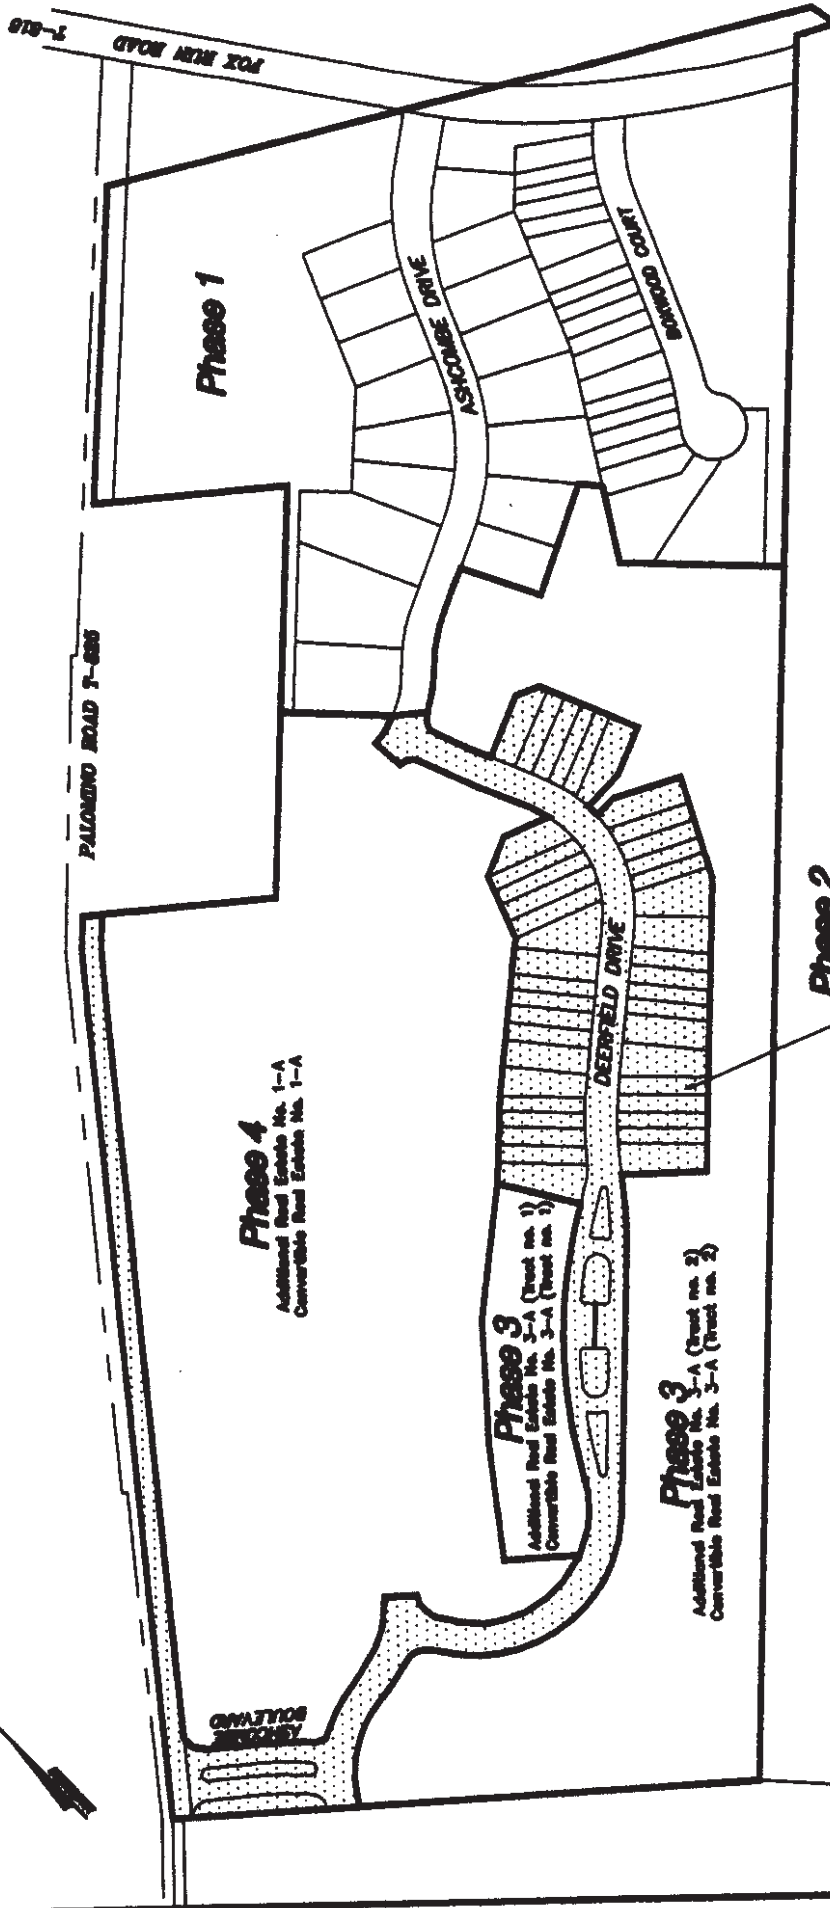 T-818
FOX RUN ROAD
Phase 1
ASHCOMBE DRIVE
BOXWOOD COURT
PALOMINO ROAD T-886
DEERFIELD DRIVE
Phase 2
Phase 4
Additional Real Estate No. 1-A
Convertible Real Estate No. 1-A
Phase 3
Additional Real Estate No. 3-A (Tract no. 1)
Convertible Real Estate No. 3-A (Tract no. 1)
Phase 3
Additional Real Estate No. 3-A (Tract no. 2)
Convertible Real Estate No. 3-A (Tract no. 2)
ASHCOMBE
BOULEVARD